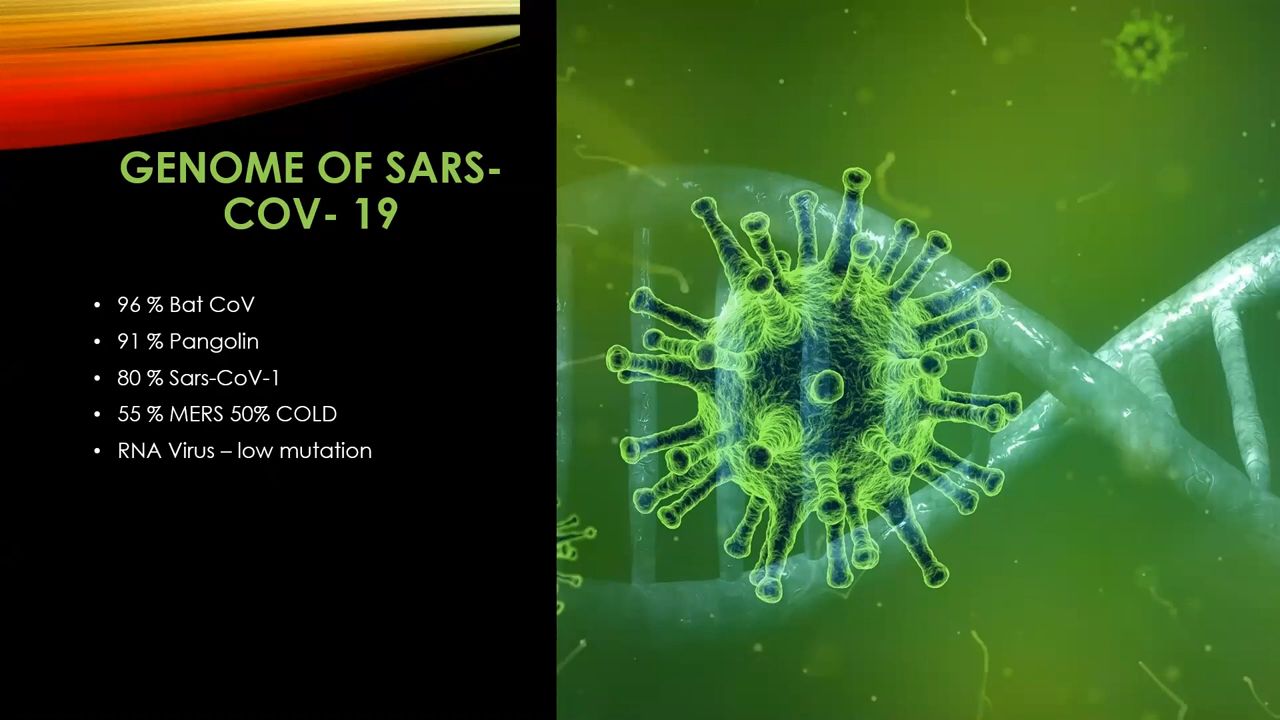 GENOME OF SARS-
COV- 19
• 96 % Bat CoV
• 91 % Pangolin
• 80 % Sars-CoV-1
• 55 % MERS 50% COLD
• RNA Virus – low mutation